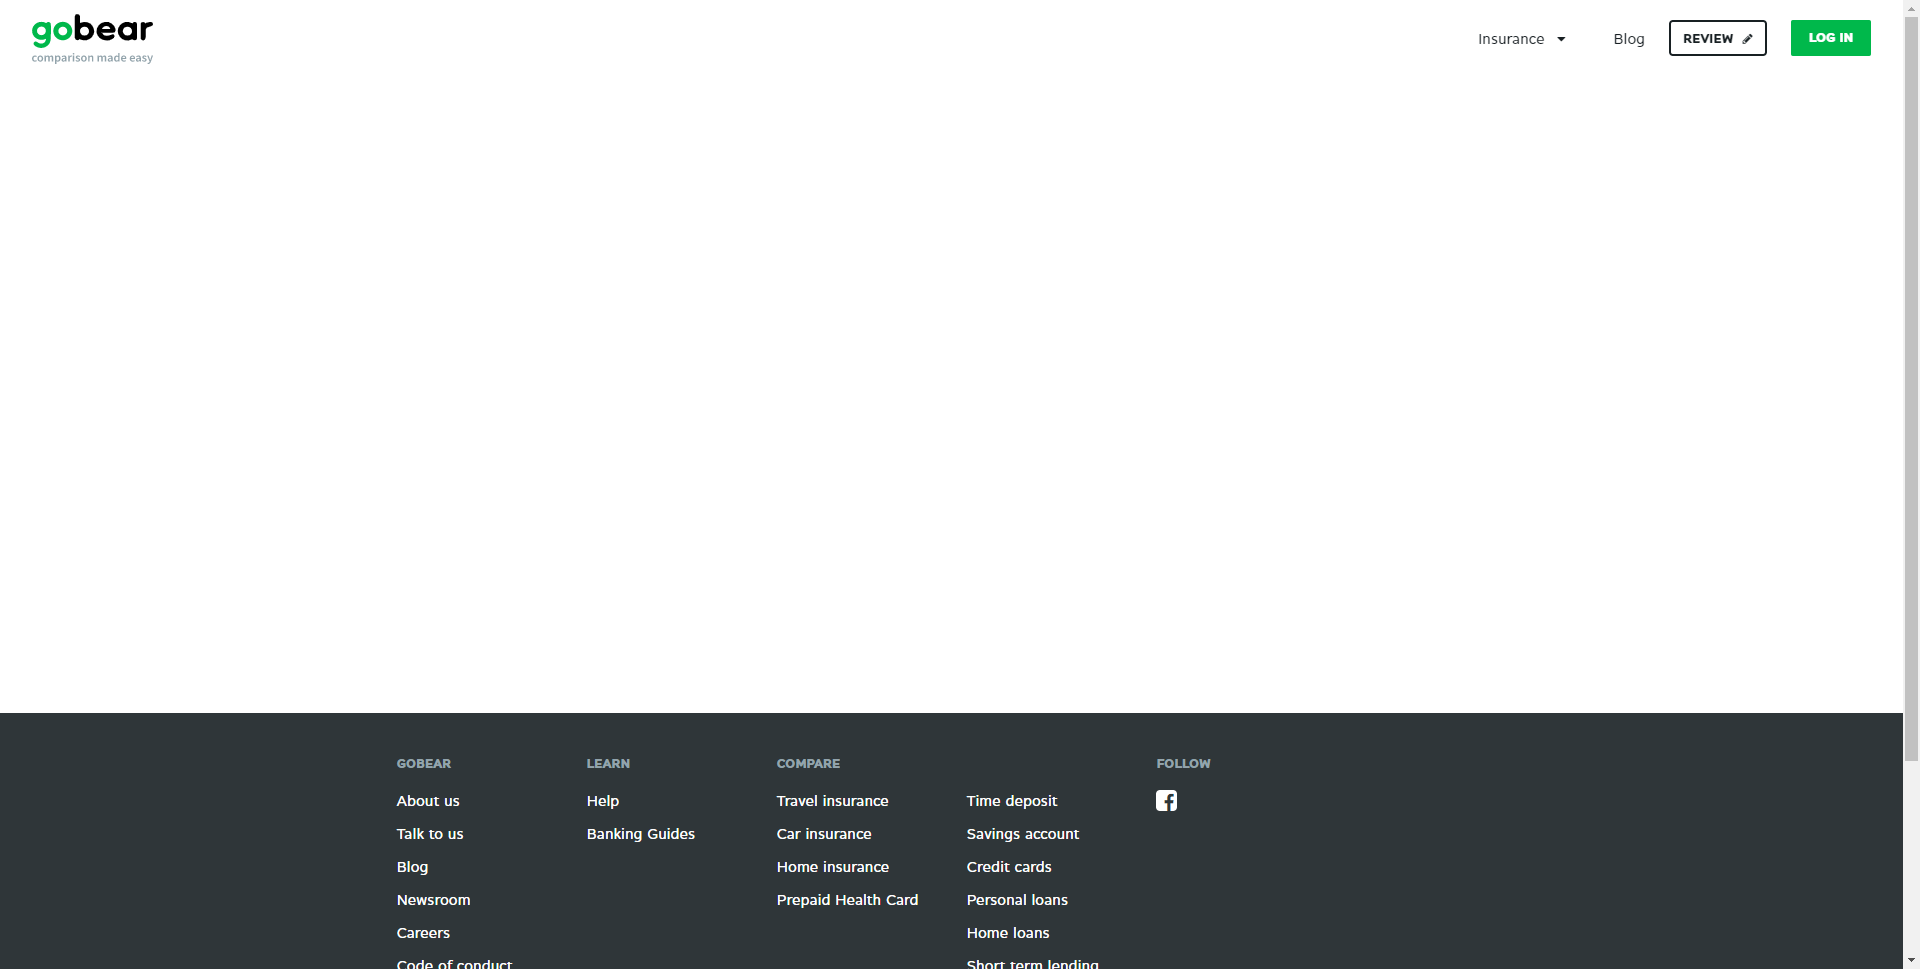 gobear
comparison made easy
Insurance
Blog
REVIEW
LOG IN
GOBEAR
About us
Talk to us
Blog
Newsroom
Careers
Code of conduct
LEARN
Help
Banking Guides
COMPARE
Travel insurance
Car insurance
Home insurance
Prepaid Health Card
Time deposit
Savings account
Credit cards
Personal loans
Home loans
Short term lending
FOLLOW